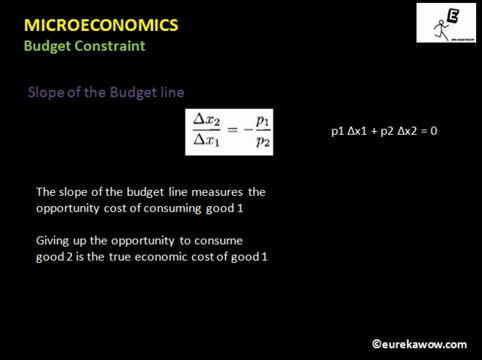 MICROECONOMICS
Budget Constraint
E
Slope of the Budget line
Δx2/Δx1 = −p1/p2
p1 Δx1 + p2 Δx2 = 0
The slope of the budget line measures the
opportunity cost of consuming good 1
Giving up the opportunity to consume
good 2 is the true economic cost of good 1
©eurekawow.com